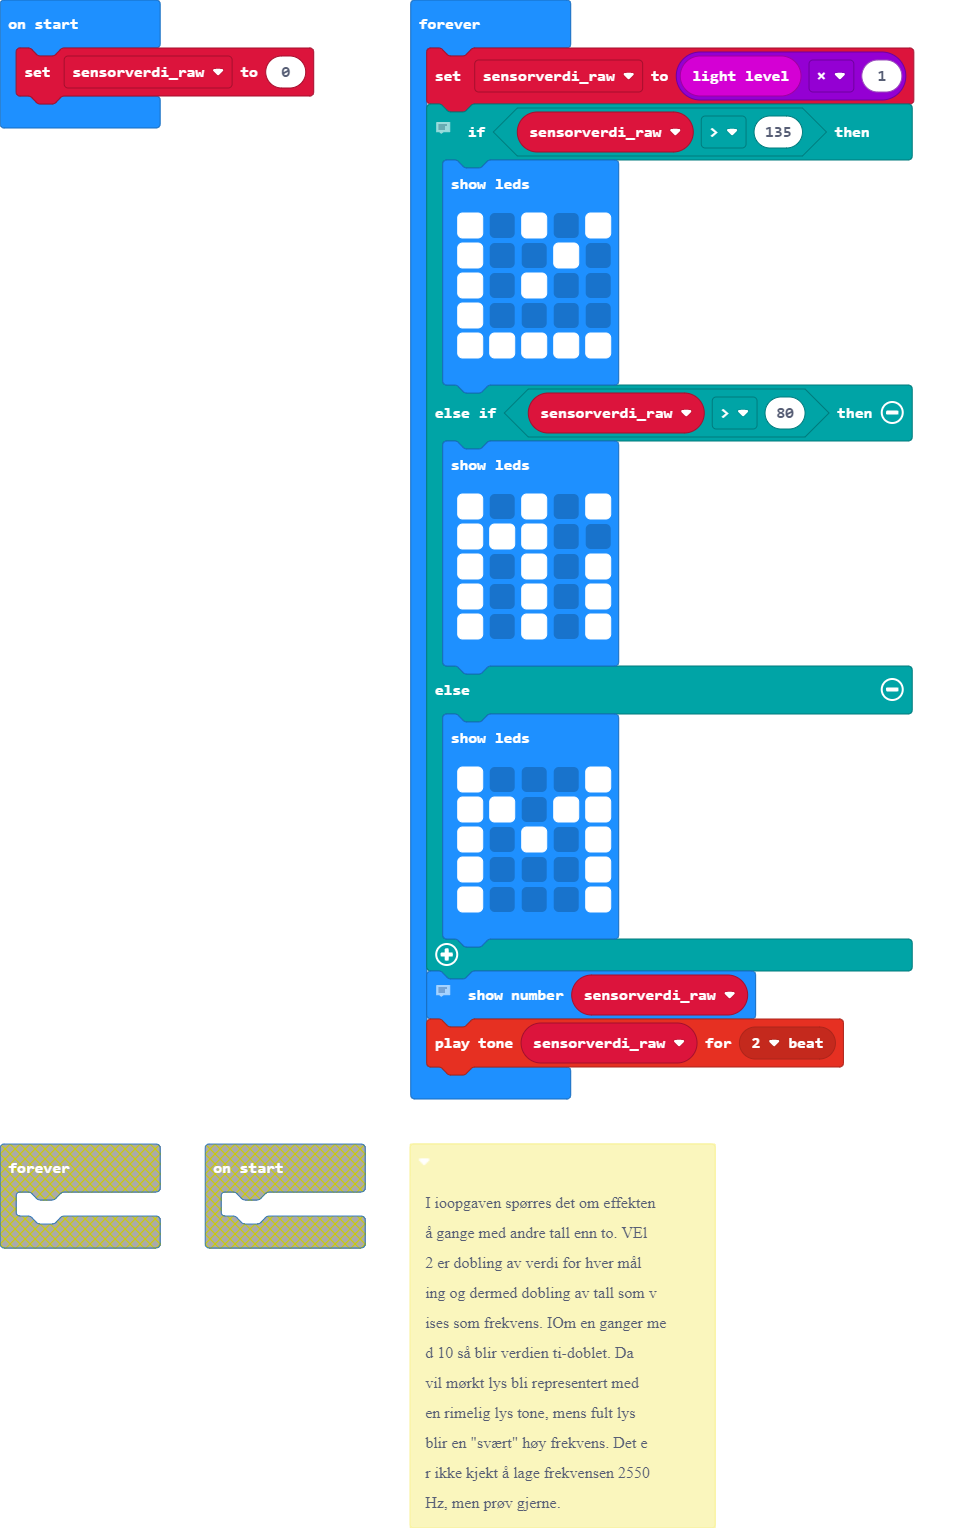 on start
set sensorverdi_raw to 0
forever
set sensorverdi_raw to light level × 1
if sensorverdi_raw > 135 then
show leds
else if sensorverdi_raw > 80 then
show leds
else
show leds
show number sensorverdi_raw
play tone sensorverdi_raw for 2 beat
forever
on start
I ioopgaven spørres det om effekten
å gange med andre tall enn to. VEl
2 er dobling av verdi for hver mål
ing og dermed dobling av tall som v
ises som frekvens. IOm en ganger me
d 10 så blir verdien ti-doblet. Da
vil mørkt lys bli representert med
en rimelig lys tone, mens fult lys
blir en "svært" høy frekvens. Det e
r ikke kjekt å lage frekvensen 2550
Hz, men prøv gjerne.